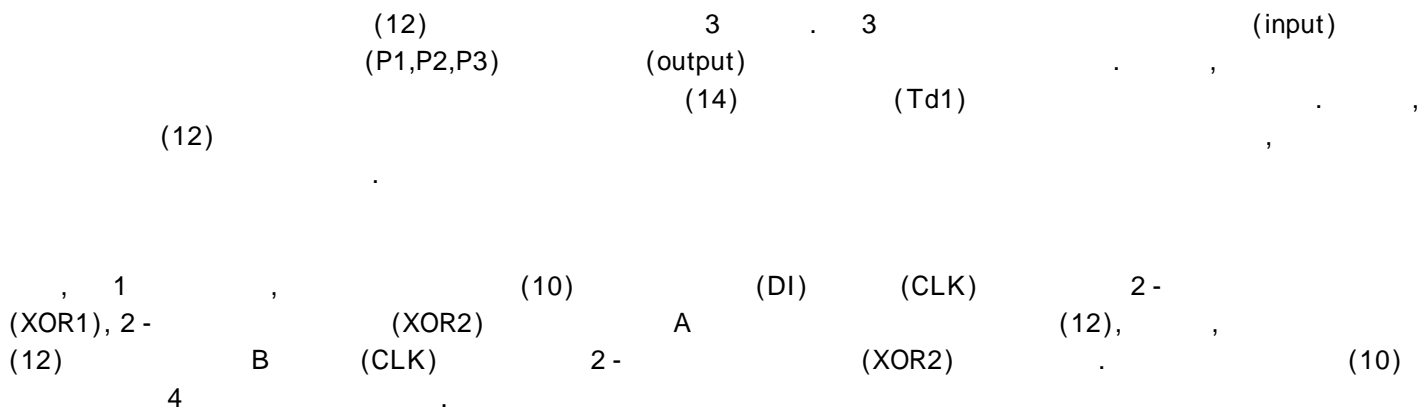 (12) 3 . 3 (input)
(P1,P2,P3) (output) . ,
(14) (Td1) . ,
(12) ,
.
, 1 , (10) (DI) (CLK) 2 -
(XOR1), 2 - (XOR2) A (12), ,
(12) B (CLK) 2 - (XOR2) . (10)
4 .